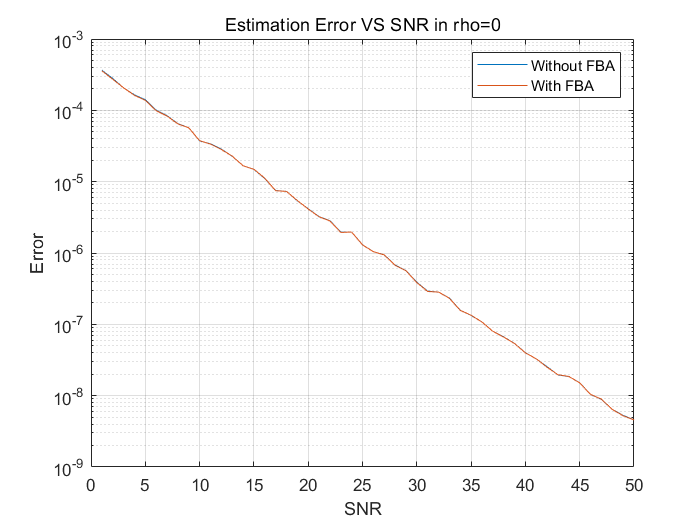 Estimation Error VS SNR in rho=0
Without FBA
With FBA
10^-3
10^-4
10^-5
10^-6
10^-7
10^-8
10^-9
Error
0 5 10 15 20 25 30 35 40 45 50
SNR